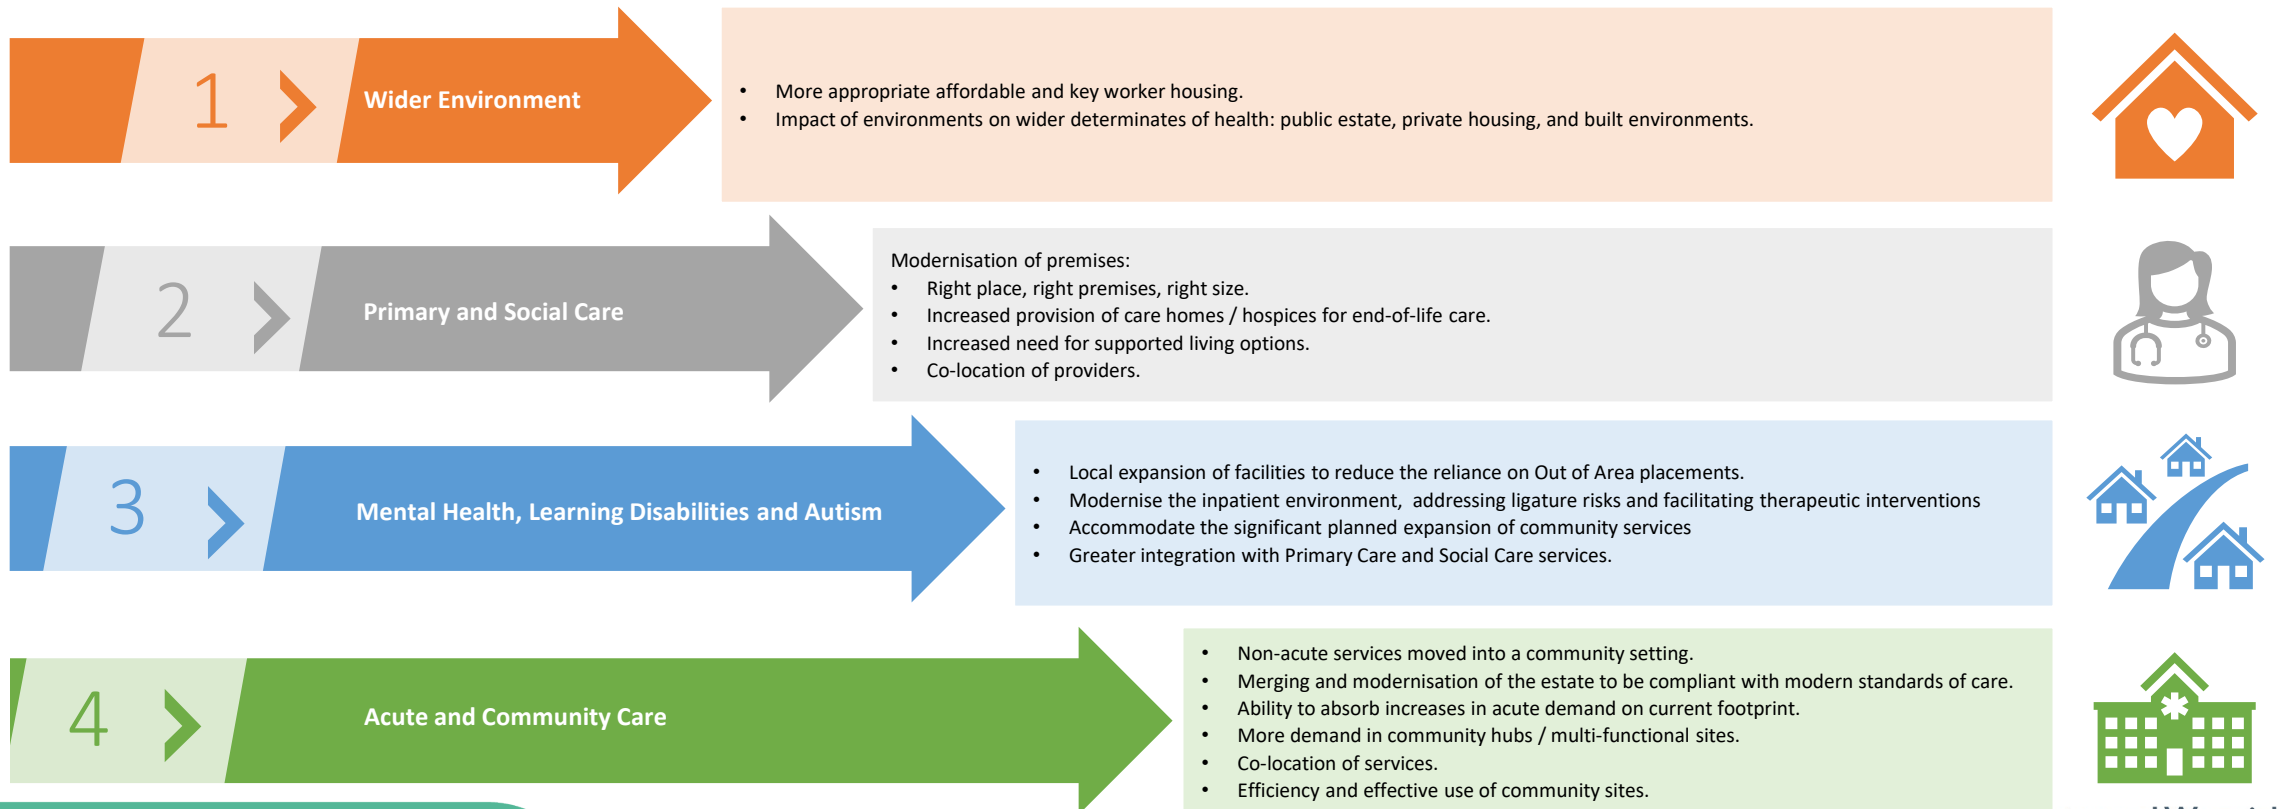 1
Wider Environment
• More appropriate affordable and key worker housing.
• Impact of environments on wider determinates of health: public estate, private housing, and built environments.
2
Primary and Social Care
Modernisation of premises:
• Right place, right premises, right size.
• Increased provision of care homes / hospices for end-of-life care.
• Increased need for supported living options.
• Co-location of providers.
3
Mental Health, Learning Disabilities and Autism
• Local expansion of facilities to reduce the reliance on Out of Area placements.
• Modernise the inpatient environment, addressing ligature risks and facilitating therapeutic interventions
• Accommodate the significant planned expansion of community services
• Greater integration with Primary Care and Social Care services.
4
Acute and Community Care
• Non-acute services moved into a community setting.
• Merging and modernisation of the estate to be compliant with modern standards of care.
• Ability to absorb increases in acute demand on current footprint.
• More demand in community hubs / multi-functional sites.
• Co-location of services.
• Efficiency and effective use of community sites.